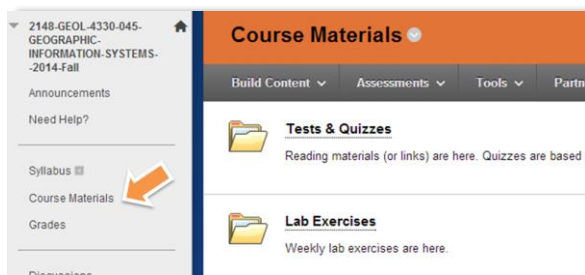 2148-GEOL-4330-045-
GEOGRAPHIC-
INFORMATION-SYSTEMS-
-2014-Fall
Announcements
Need Help?
Syllabus
Course Materials
Grades
Discussions
Course Materials
Build Content
Assessments
Tools
Partn
Tests & Quizzes
Reading materials (or links) are here. Quizzes are based
Lab Exercises
Weekly lab exercises are here.